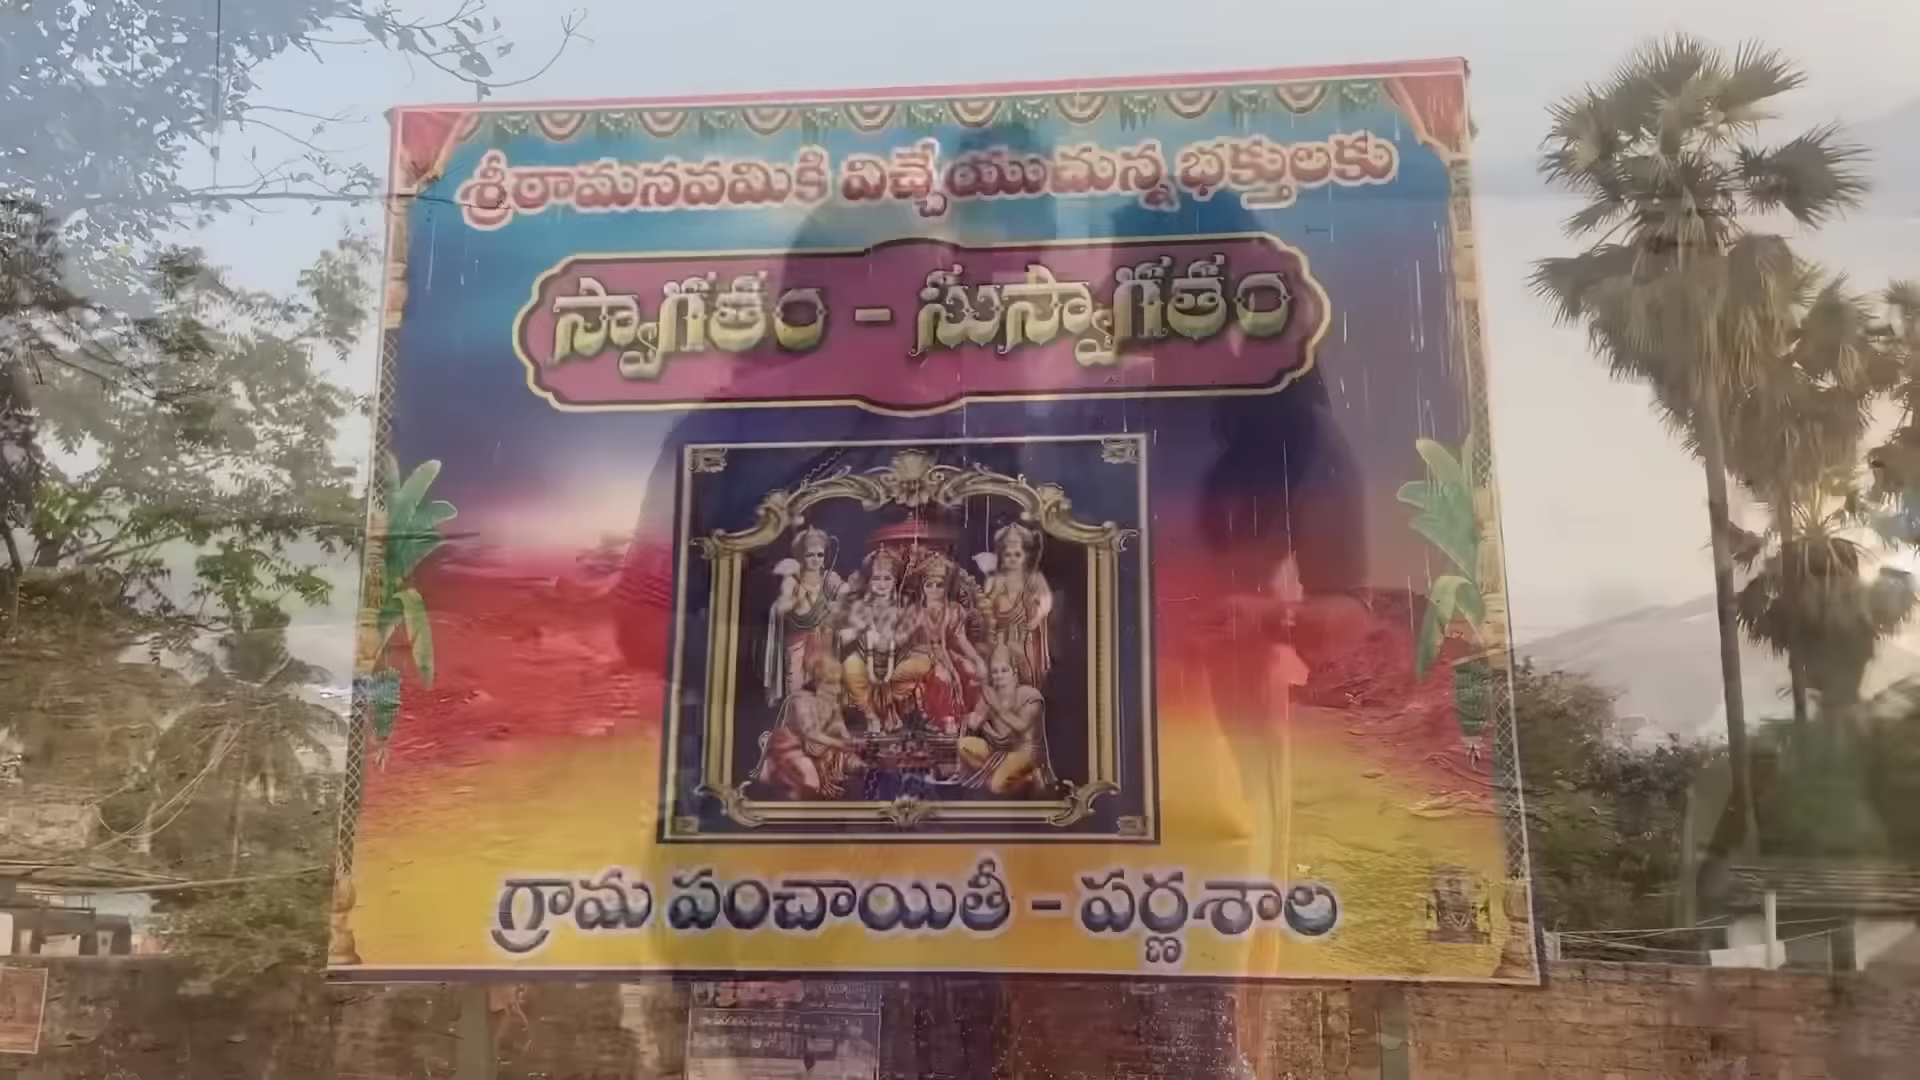 శ్రీరామనవమికి విచ్చేయుచున్న భక్తులకు
స్వాగతం - సుస్వాగతం
గ్రామ పంచాయితీ - పర్ణశాల